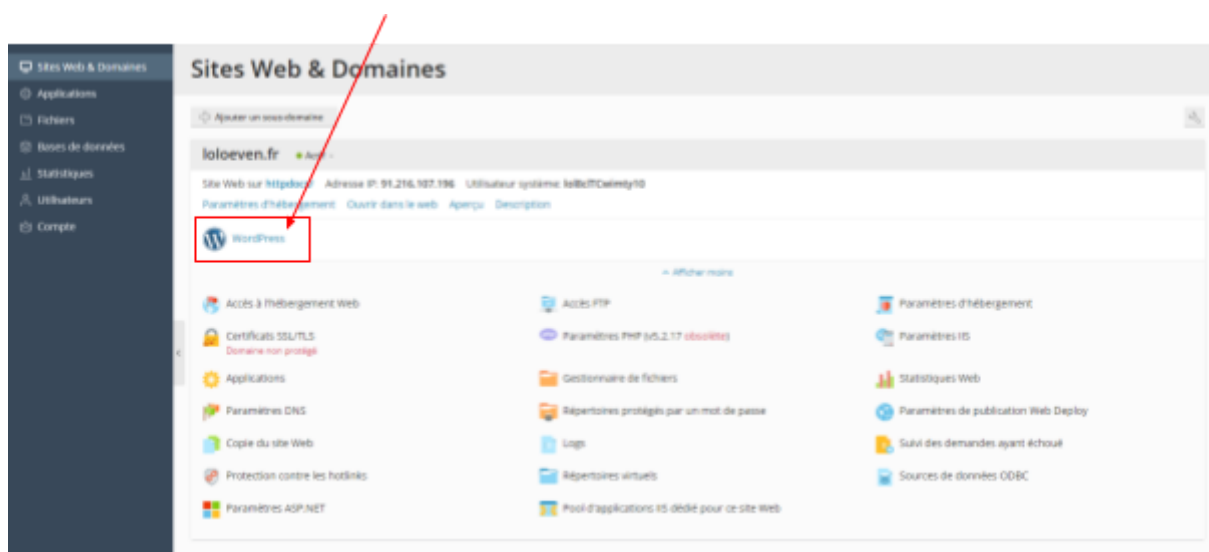 Sites Web & Domaines
Applications
Fichiers
Bases de données
Statistiques
Utilisateurs
Compte
Sites Web & Domaines
Ajouter un sous-domaine
loloeven.fr Actif
Site Web sur httpdocs/ Adresse IP: 91.216.107.196 Utilisateur système:
Paramètres d'hébergement Ouvrir dans le web Aperçu Description
WordPress
Afficher moins
Accès à l'hébergement Web Accès FTP Paramètres d'hébergement
Certificats SSL/TLS Paramètres PHP (v5.2.17 obsolète) Paramètres IIS
Domaine non protégé
Applications Gestionnaire de fichiers Statistiques Web
Paramètres DNS Répertoires protégés par un mot de passe Paramètres de publication Web Deploy
Copie du site Web Logs Suivi des demandes ayant échoué
Protection contre les hotlinks Répertoires virtuels Sources de données ODBC
Paramètres ASP.NET Pool d'applications IIS dédié pour ce site Web